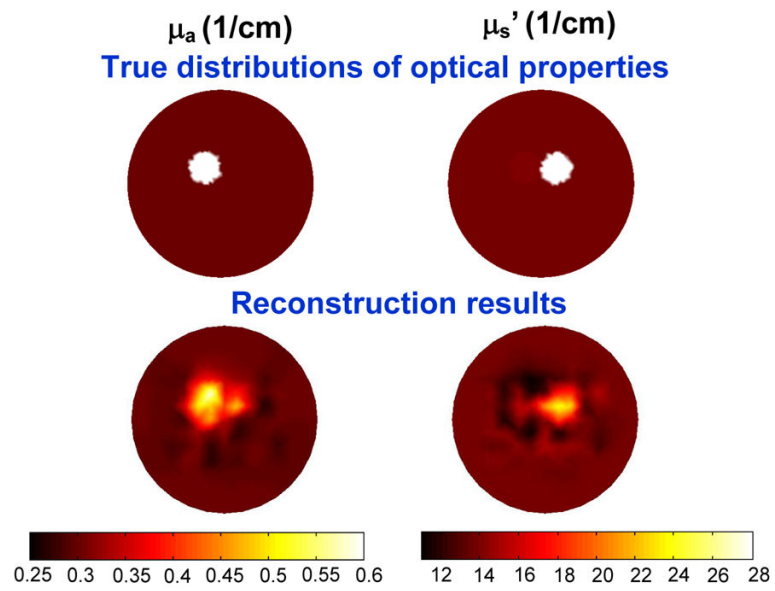 μa (1/cm) μs’ (1/cm)
True distributions of optical properties
Reconstruction results
0.25 0.3 0.35 0.4 0.45 0.5 0.55 0.6 12 14 16 18 20 22 24 26 28